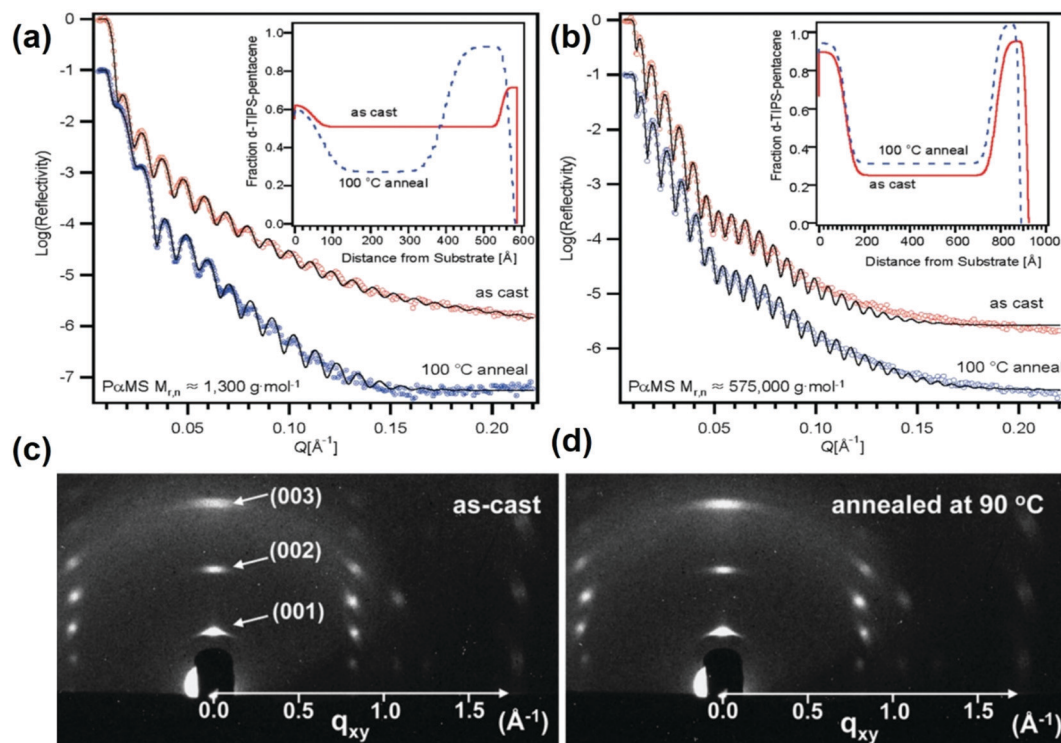 (a)
0
-1
-2
-3
-4
-5
-6
-7
Log(Reflectivity)
0.05
0.10
0.15
0.20
Q[Å⁻¹]
1.0
0.8
0.6
0.4
0.2
0.0
Fraction d-TIPS-pentacene
as cast
100 °C anneal
0
100
200
300
400
500
600
Distance from Substrate [Å]
as cast
100 °C anneal
PαMS Mᵣ,ₙ ≈ 1,300 g·mol⁻¹
(b)
0
-1
-2
-3
-4
-5
-6
Log(Reflectivity)
0.05
0.10
0.15
0.20
Q[Å⁻¹]
1.0
0.8
0.6
0.4
0.2
0.0
Fraction d-TIPS-pentacene
100 °C anneal
as cast
0
200
400
600
800
1000
Distance from Substrate [Å]
as cast
100 °C anneal
PαMS Mᵣ,ₙ ≈ 575,000 g·mol⁻¹
(c)
(003)
(002)
(001)
as-cast
0.0 0.5 1.0 1.5 (Å⁻¹)
qxy
(d)
annealed at 90 °C
0.0 0.5 1.0 1.5 (Å⁻¹)
qxy